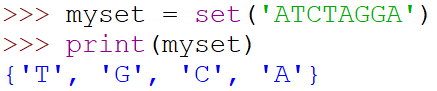 >>> myset = set('ATCTAGGA')
>>> print(myset)
{'T', 'G', 'C', 'A'}